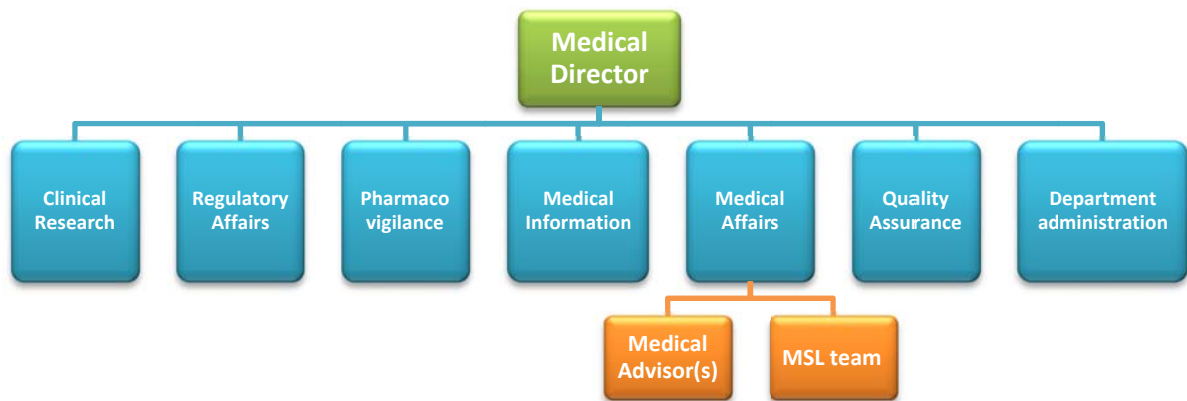 Medical
Director
Clinical
Research
Regulatory
Affairs
Pharmaco
vigilance
Medical
Information
Medical
Affairs
Quality
Assurance
Department
administration
Medical
Advisor(s)
MSL team